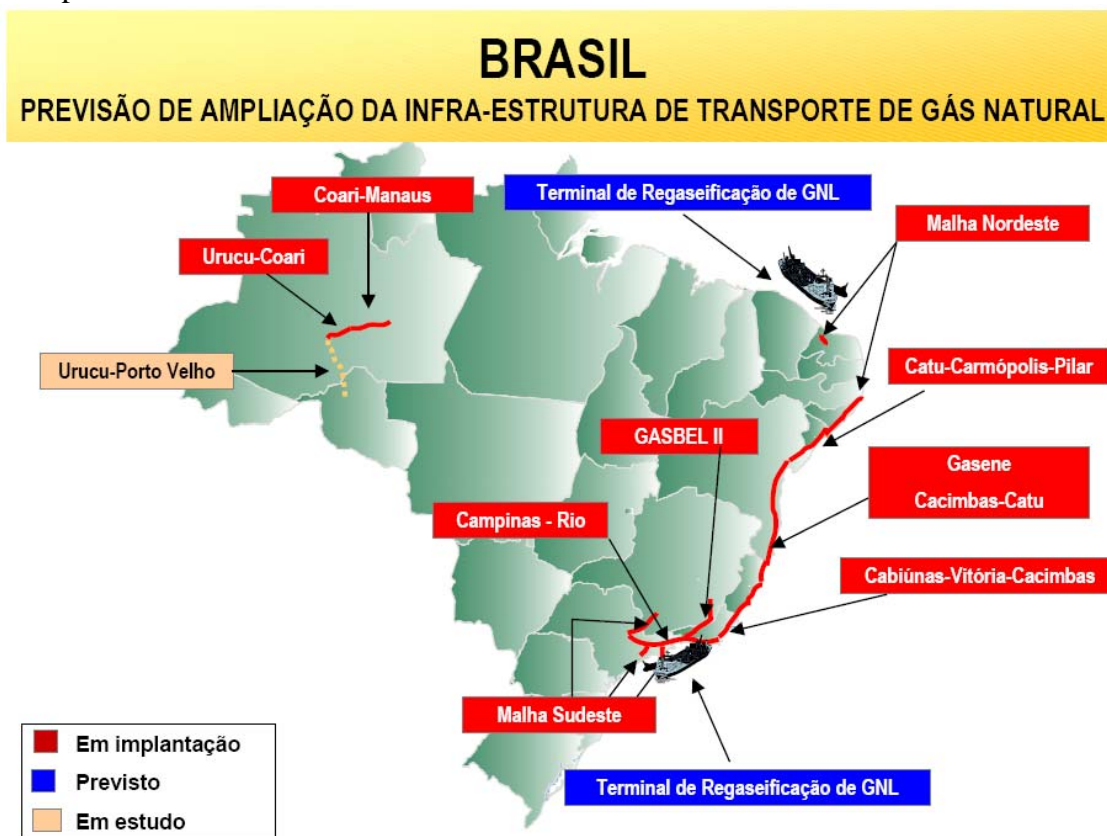 BRASIL
PREVISÃO DE AMPLIAÇÃO DA INFRA-ESTRUTURA DE TRANSPORTE DE GÁS NATURAL
Coari-Manaus
Terminal de Regaseificação de GNL
Malha Nordeste
Urucu-Coari
Urucu-Porto Velho
Catu-Carmópolis-Pilar
GASBEL II
Gasene
Cacimbas-Catu
Campinas - Rio
Cabiúnas-Vitória-Cacimbas
Malha Sudeste
Terminal de Regaseificação de GNL
Em implantação
Previsto
Em estudo